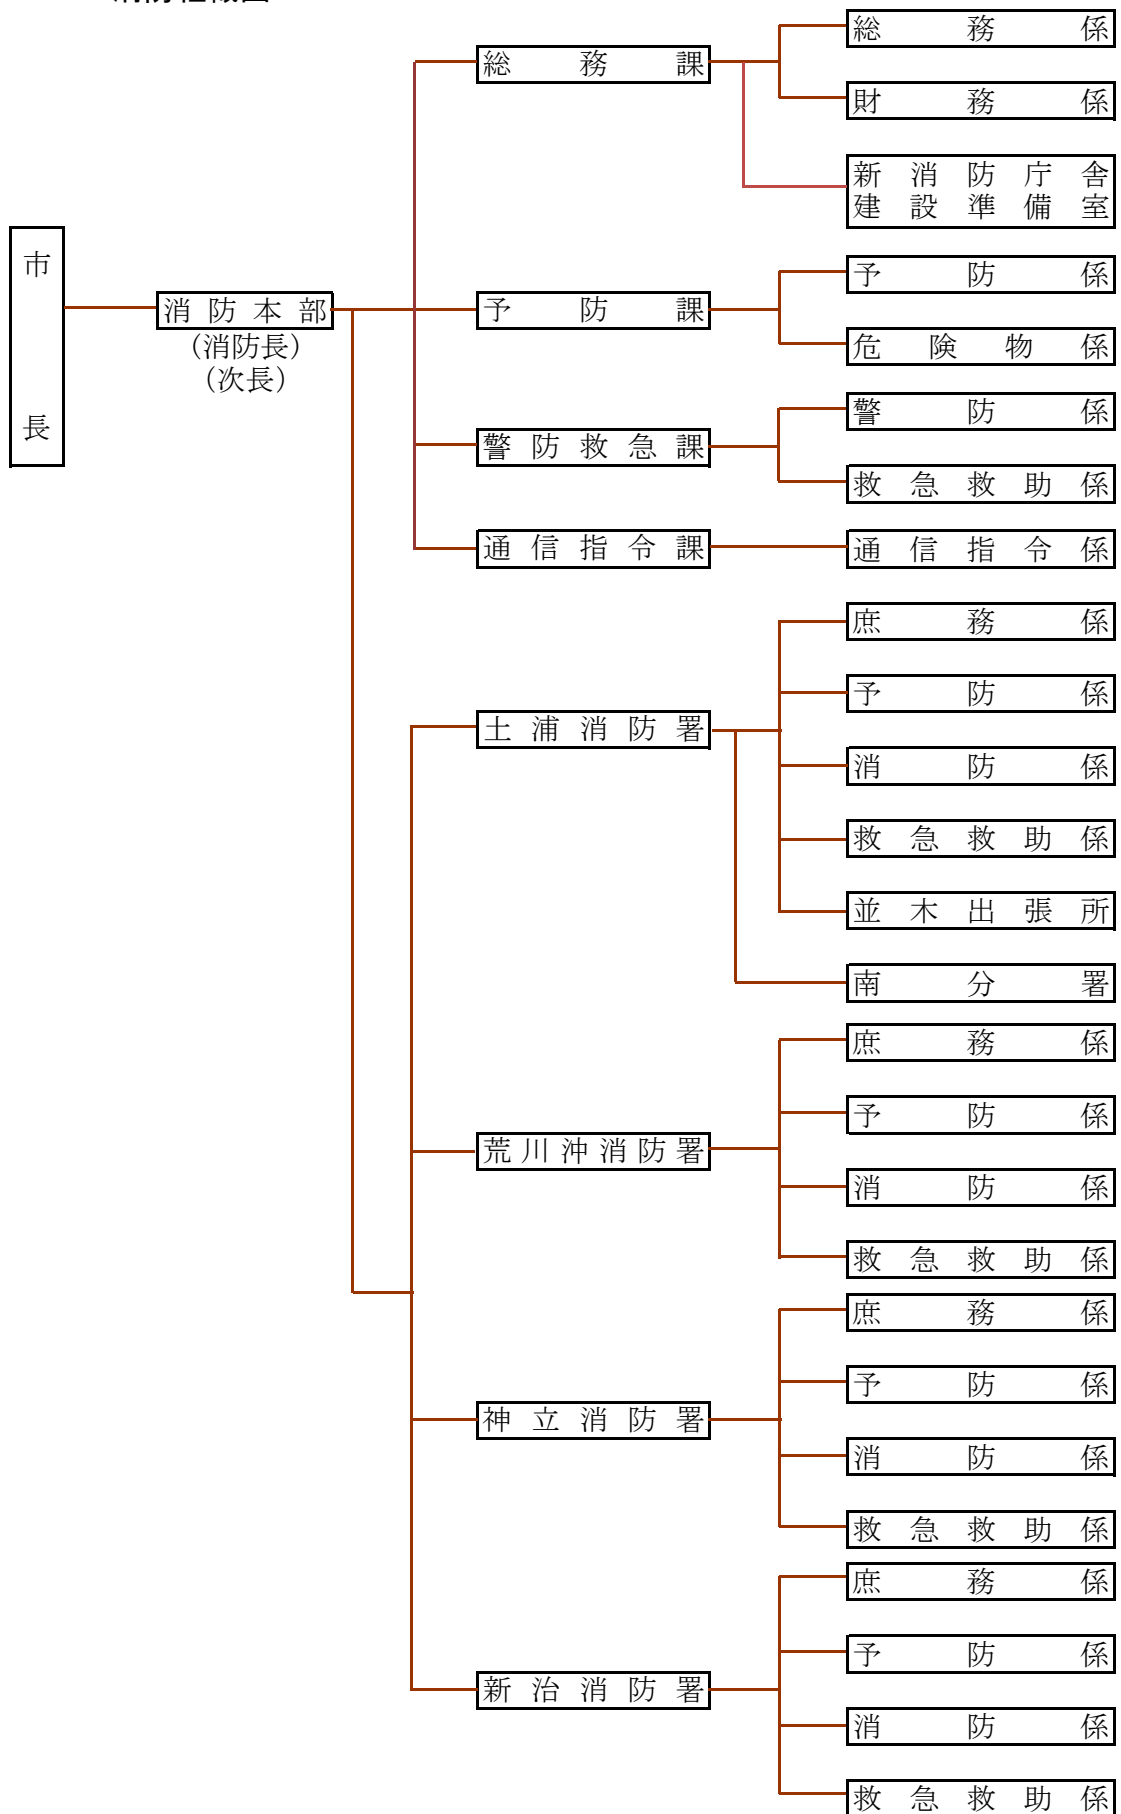 総務係
総務課
財務係
新消防庁舎
建設準備室
市長
予防係
消防本部
予防課
(消防長)
危険物係
(次長)
警防係
警防救急課
救急救助係
通信指令課
通信指令係
庶務係
予防係
土浦消防署
消防係
救急救助係
並木出張所
南分署
庶務係
予防係
荒川沖消防署
消防係
救急救助係
庶務係
予防係
神立消防署
消防係
救急救助係
庶務係
予防係
新治消防署
消防係
救急救助係